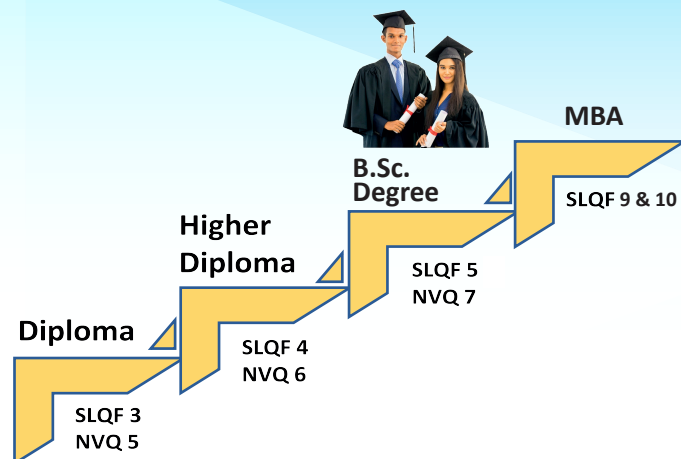 Diploma
SLQF 3
NVQ 5
Higher
Diploma
SLQF 4
NVQ 6
B.Sc.
Degree
SLQF 5
NVQ 7
MBA
SLQF 9 & 10